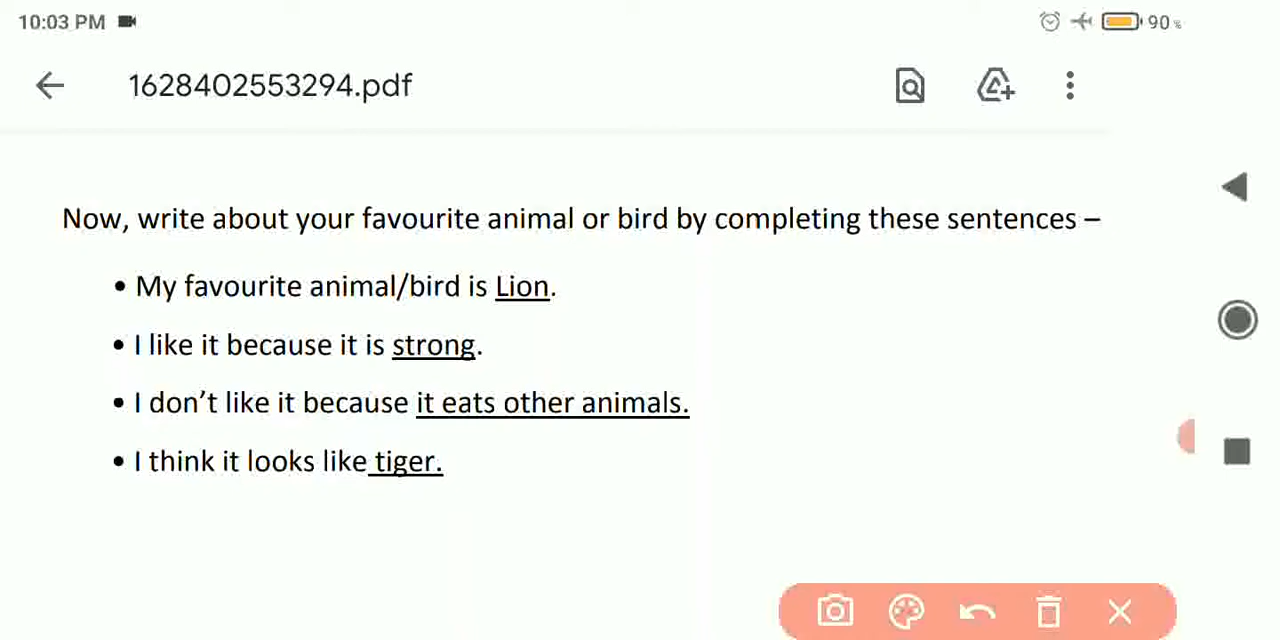 10:03 PM
90%
1628402553294.pdf
Now, write about your favourite animal or bird by completing these sentences –
• My favourite animal/bird is Lion.
• I like it because it is strong.
• I don’t like it because it eats other animals.
• I think it looks like tiger.